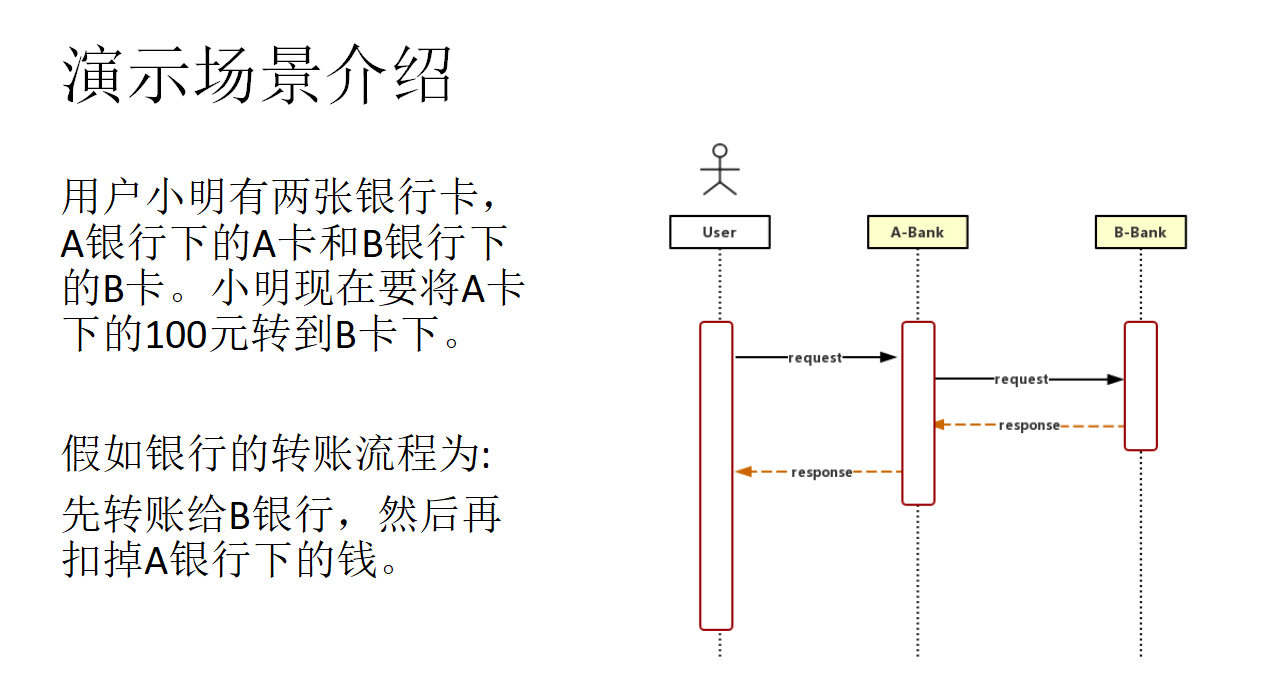 演示场景介绍
用户小明有两张银行卡，
A银行下的A卡和B银行下
的B卡。小明现在要将A卡
下的100元转到B卡下。
假如银行的转账流程为:
先转账给B银行，然后再
扣掉A银行下的钱。
User
A-Bank
B-Bank
request
request
response
response